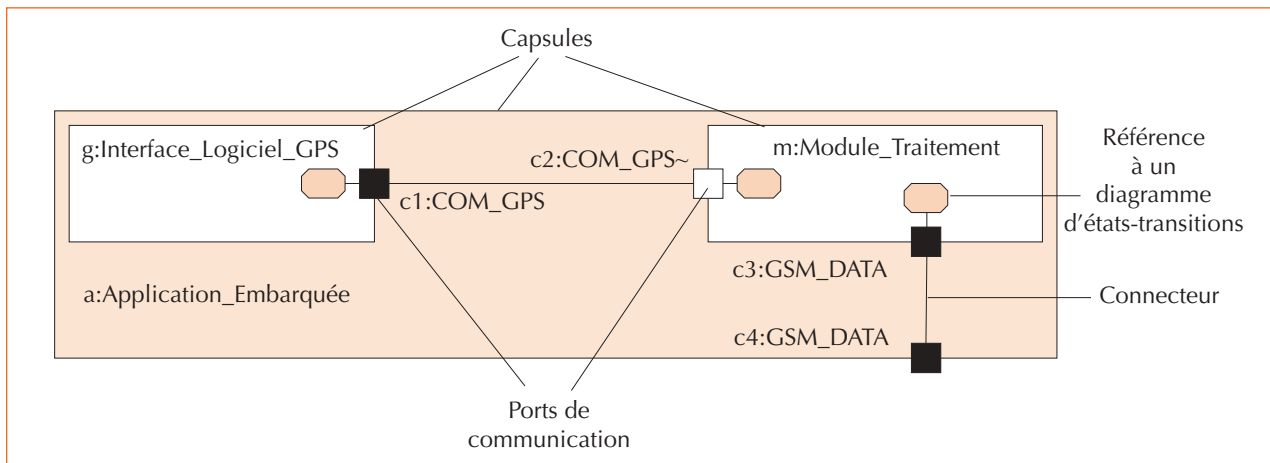 Capsules
g:Interface_Logiciel_GPS
m:Module_Traitement
c2:COM_GPS~
c1:COM_GPS
Référence
à un
diagramme
d'états-transitions
c3:GSM_DATA
a:Application_Embarquée
Connecteur
c4:GSM_DATA
Ports de
communication